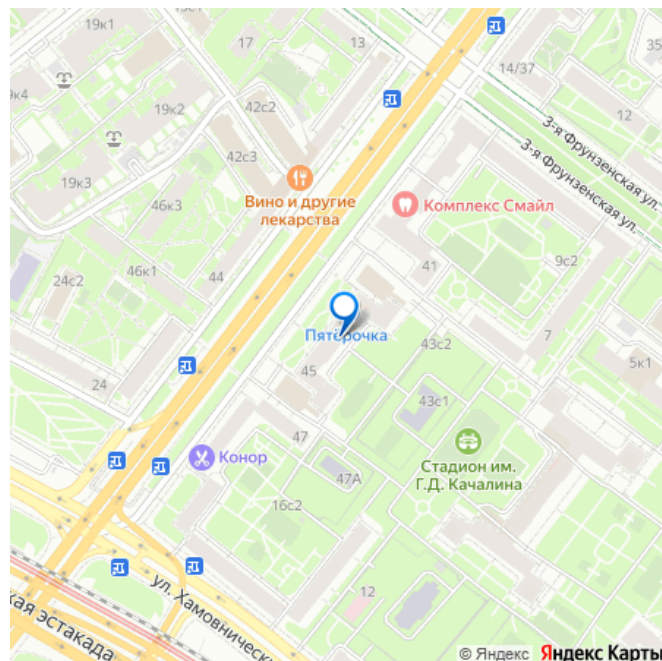 19к1
17
13
14/37
35
19к4
19к2
42с2
12
3-я Фрунзенская ул.
3-я Фрунзенская ул.
42с3
19к3
Вино и другие
лекарства
46к3
Комплекс Смайл
9с2
41
24с2
46к1
44
Пятёрочка
43с2
7
5к1
24
45
43с1
47
Конор
Стадион им.
Г.Д. Качалина
47А
16с2
12
ул. Хамовническ
кая эстакада
© Яндекс Яндекс Карты